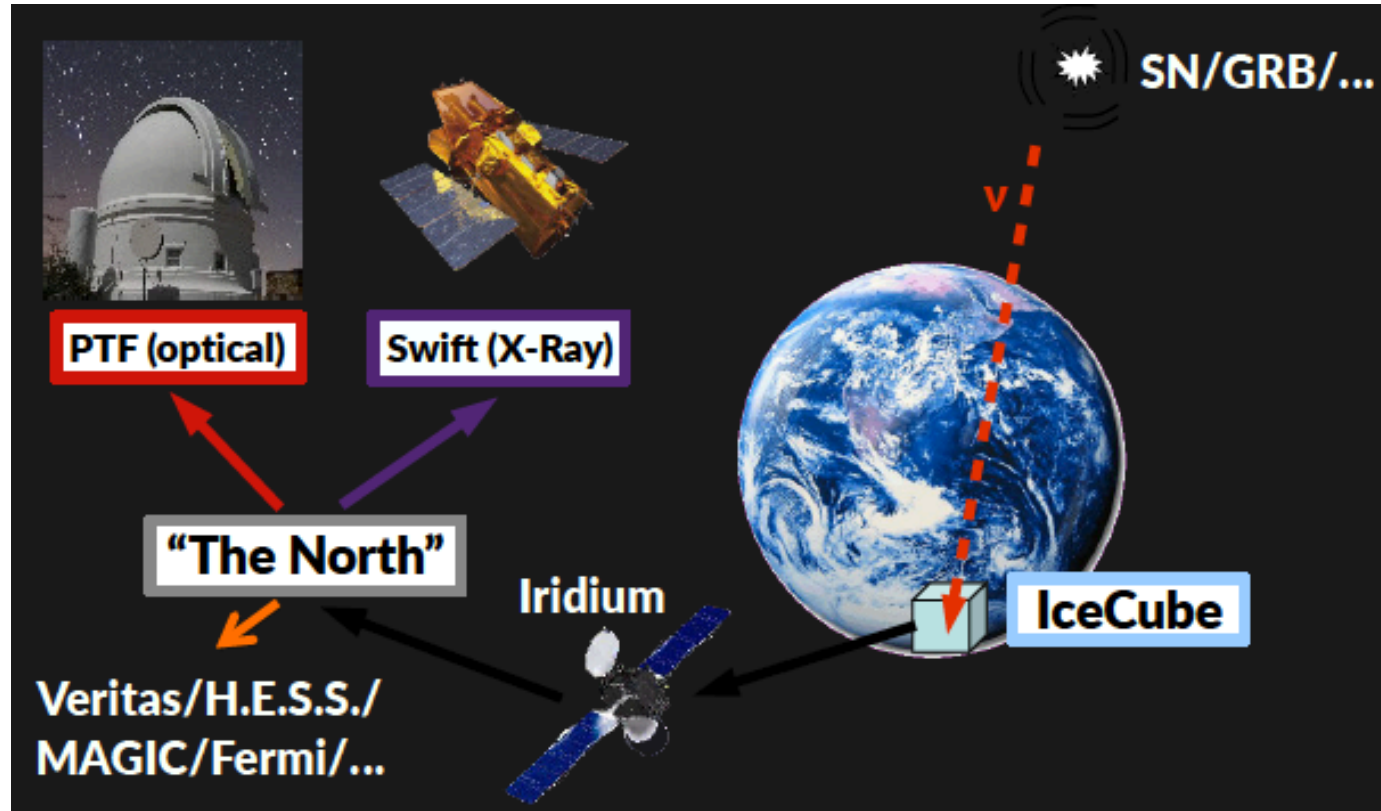 SN/GRB/...
ν
PTF (optical)
Swift (X-Ray)
“The North”
Iridium
IceCube
Veritas/H.E.S.S./
MAGIC/Fermi/...